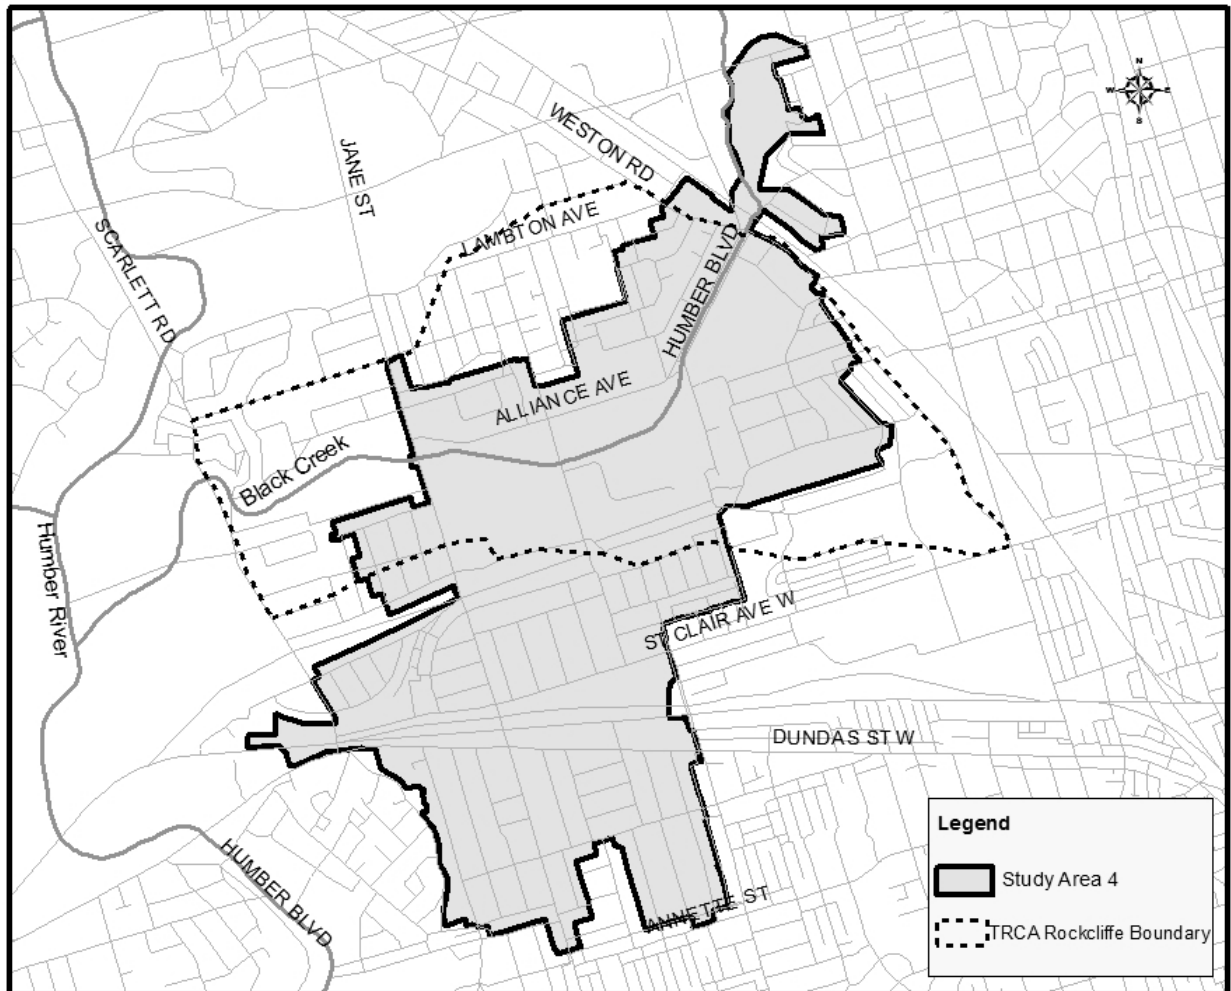 N
W E
S
WESTON RD
JANE ST
LAMBTON AVE
SCARLETT RD
HUMBER BLVD
ALLIANCE AVE
Black Creek
Humber River
ST CLAIR AVE W
DUNDAS ST W
HUMBER BLVD
ANNETTE ST
Legend
Study Area 4
TRCA Rockcliffe Boundary